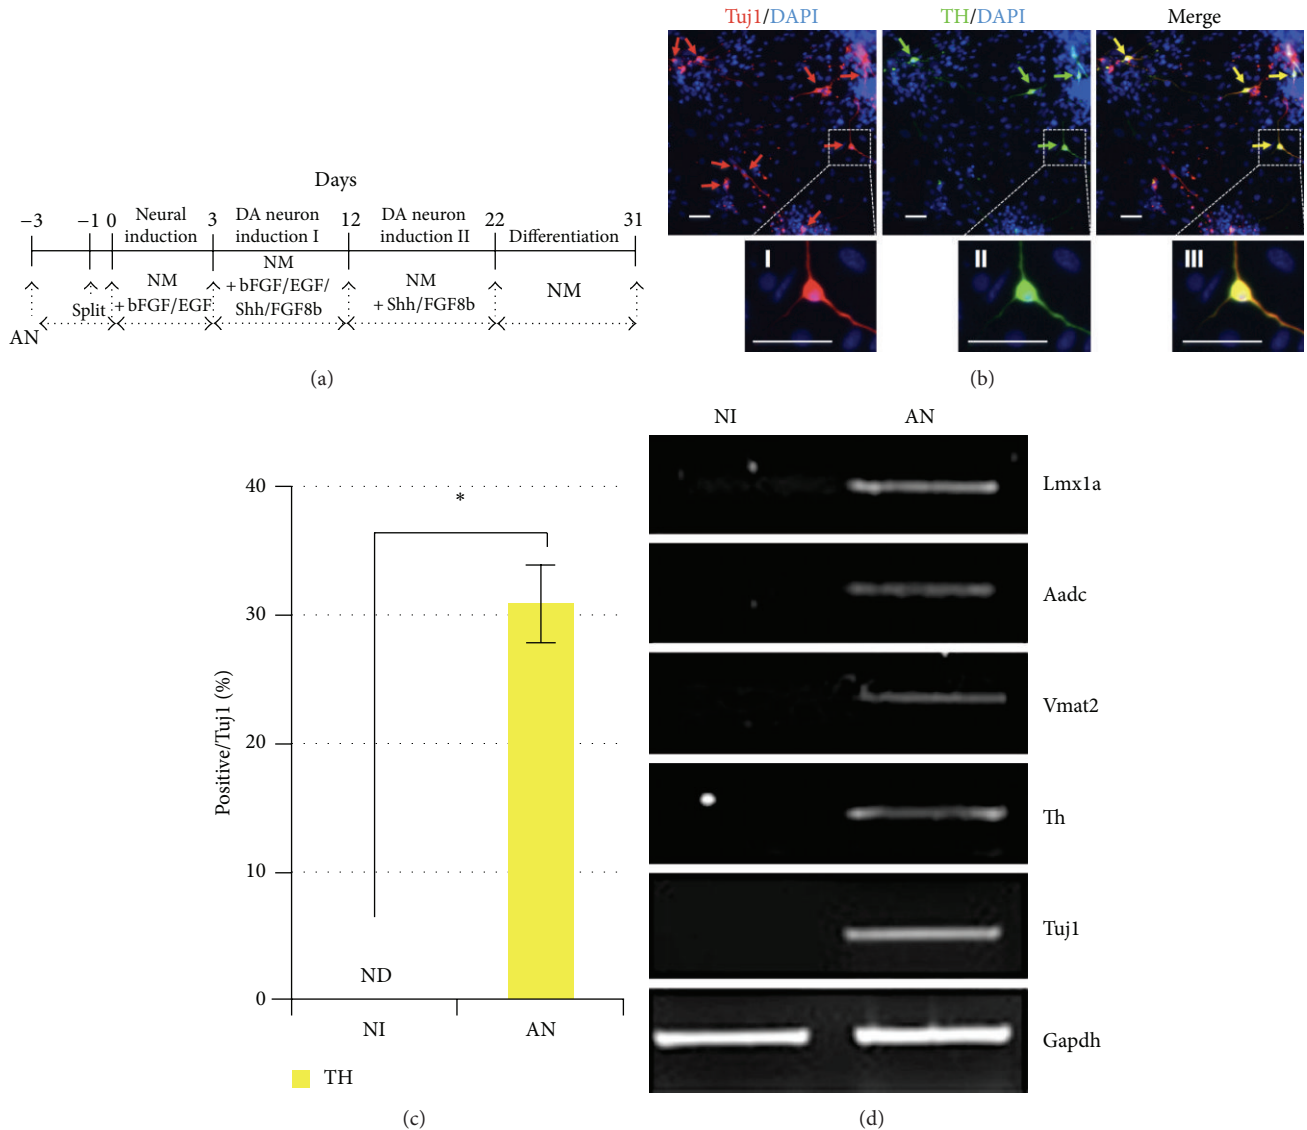 Days
−3 −1 0 3 12 22 31
Neural induction
DA neuron induction I
DA neuron induction II
Differentiation
AN
Split
NM + bFGF/EGF
NM + bFGF/EGF/ Shh/FGF8b
NM + Shh/FGF8b
NM
(a)
Tuj1/DAPI TH/DAPI Merge
I II III
(b)
Positive/Tuj1 (%)
40
30
20
10
0
*
ND
NI AN
TH
(c)
NI AN
Lmx1a
Aadc
Vmat2
Th
Tuj1
Gapdh
(d)